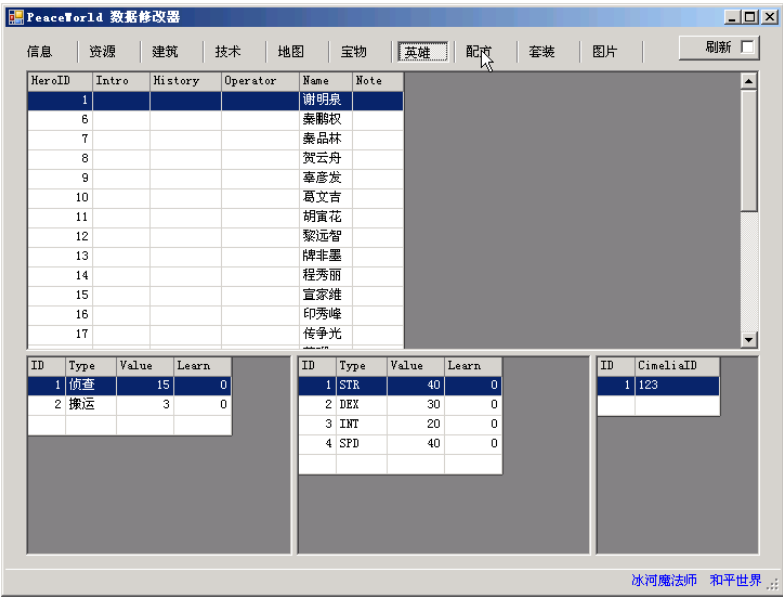 PeaceWorld 数据修改器
信息 资源 建筑 技术 地图 宝物 英雄 配方 套装 图片 刷新
HeroID Intro History Operator Name Note
1 谢明泉
6 秦鹏权
7 秦品林
8 贺云舟
9 辜彦发
10 葛文吉
11 胡寅花
12 黎远智
13 牌非墨
14 程秀丽
15 宣家維
16 印秀峰
17 传争光
ID Type Value Learn
1 侦查 15 0
2 搬运 3 0
ID Type Value Learn
1 STR 40 0
2 DEX 30 0
3 INT 20 0
4 SPD 40 0
ID CimeliaID
1 123
冰河魔法师 和平世界